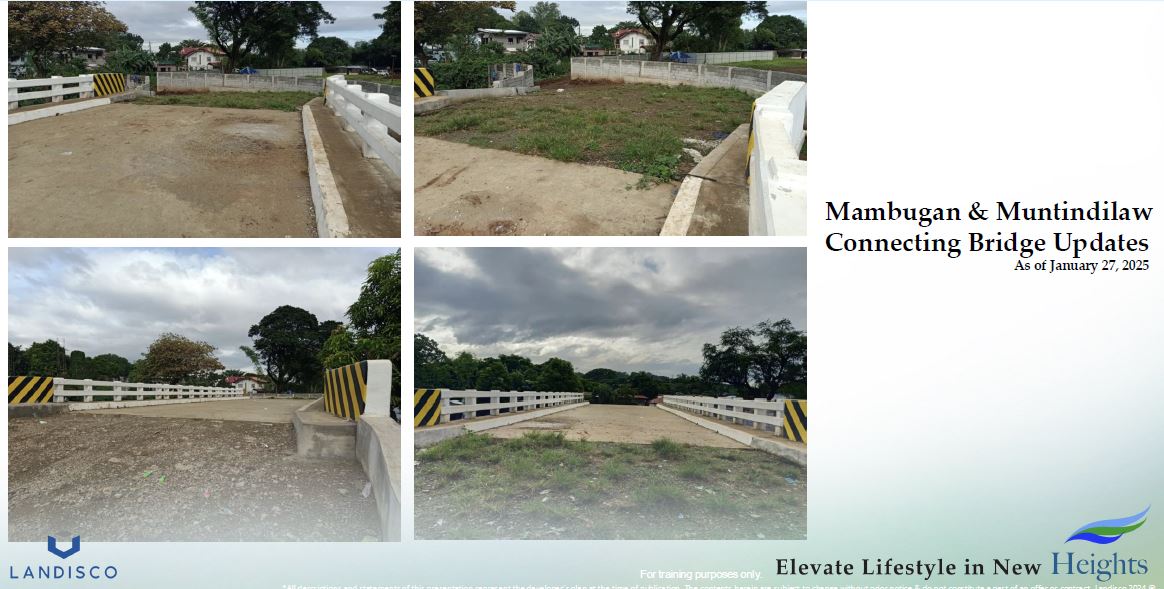 Mambugan & Muntindilaw
Connecting Bridge Updates
As of January 27, 2025
LANDISCO
For training purposes only.
Elevate Lifestyle in New Heights